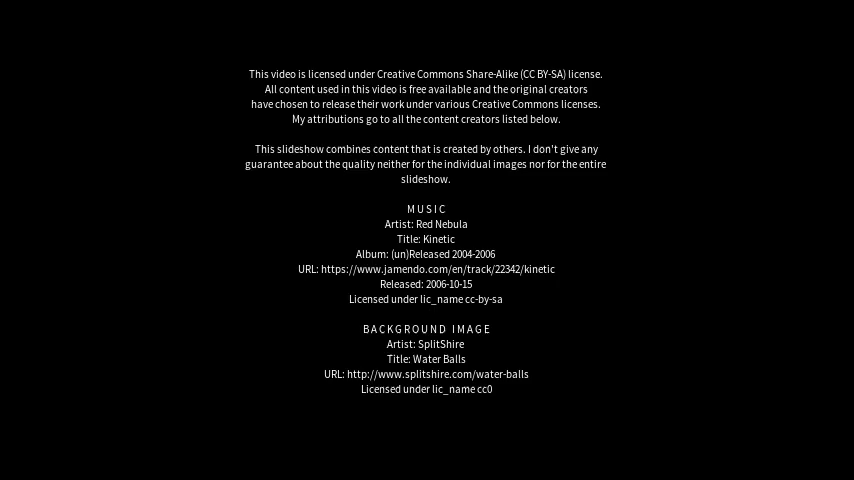 This video is licensed under Creative Commons Share-Alike (CC BY-SA) license.
All content used in this video is free available and the original creators
have chosen to release their work under various Creative Commons licenses.
My attributions go to all the content creators listed below.
This slideshow combines content that is created by others. I don't give any
guarantee about the quality neither for the individual images nor for the entire
slideshow.
MUSIC
Artist: Red Nebula
Title: Kinetic
Album: (un)Released 2004-2006
URL: https://www.jamendo.com/en/track/22342/kinetic
Released: 2006-10-15
Licensed under lic_name cc-by-sa
BACKGROUND IMAGE
Artist: SplitShire
Title: Water Balls
URL: http://www.splitshire.com/water-balls
Licensed under lic_name cc0